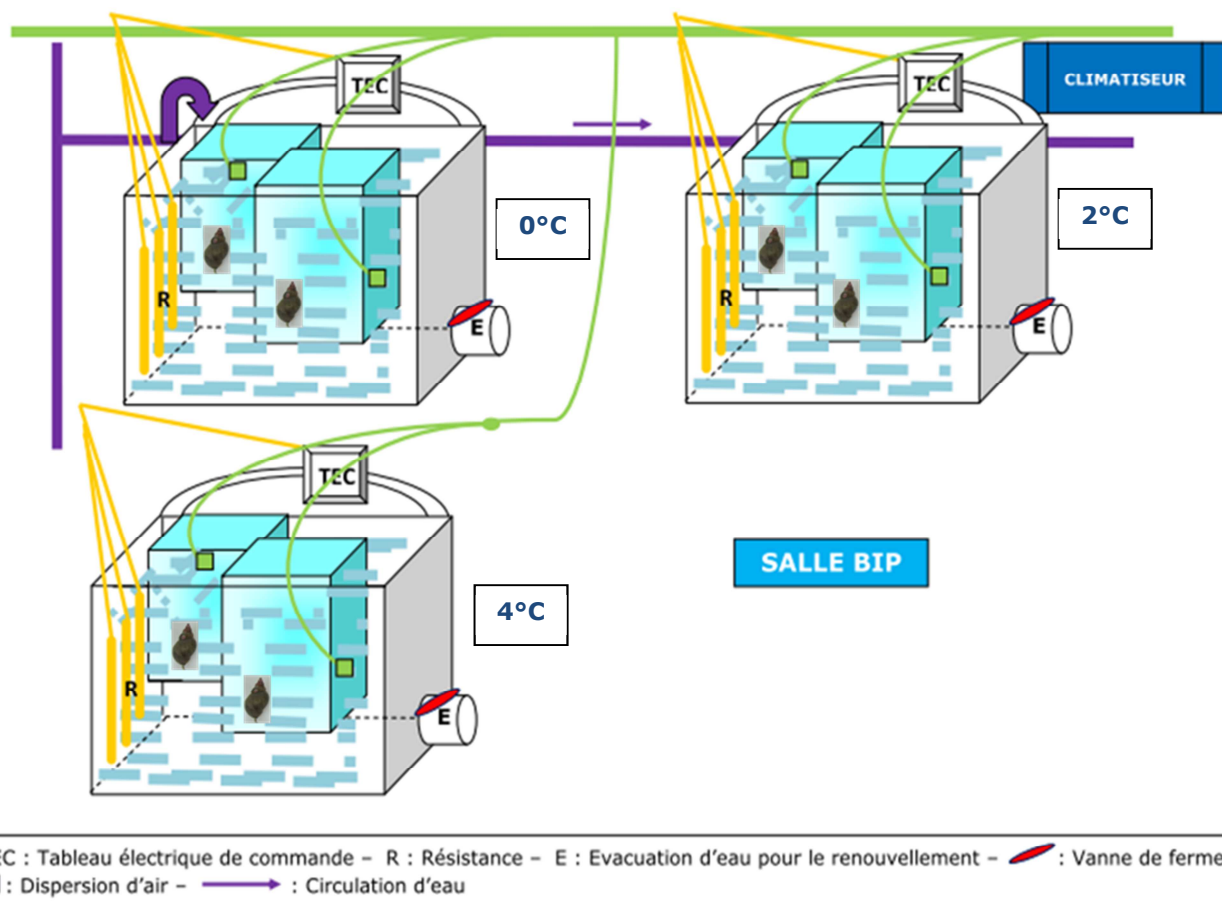 TEC
TEC
CLIMATISEUR
0°C
2°C
R
E
R
E
TEC
SALLE BIP
4°C
R
E
EC : Tableau électrique de commande – R : Résistance – E : Evacuation d'eau pour le renouvellement – : Vanne de ferme
: Dispersion d'air – : Circulation d'eau